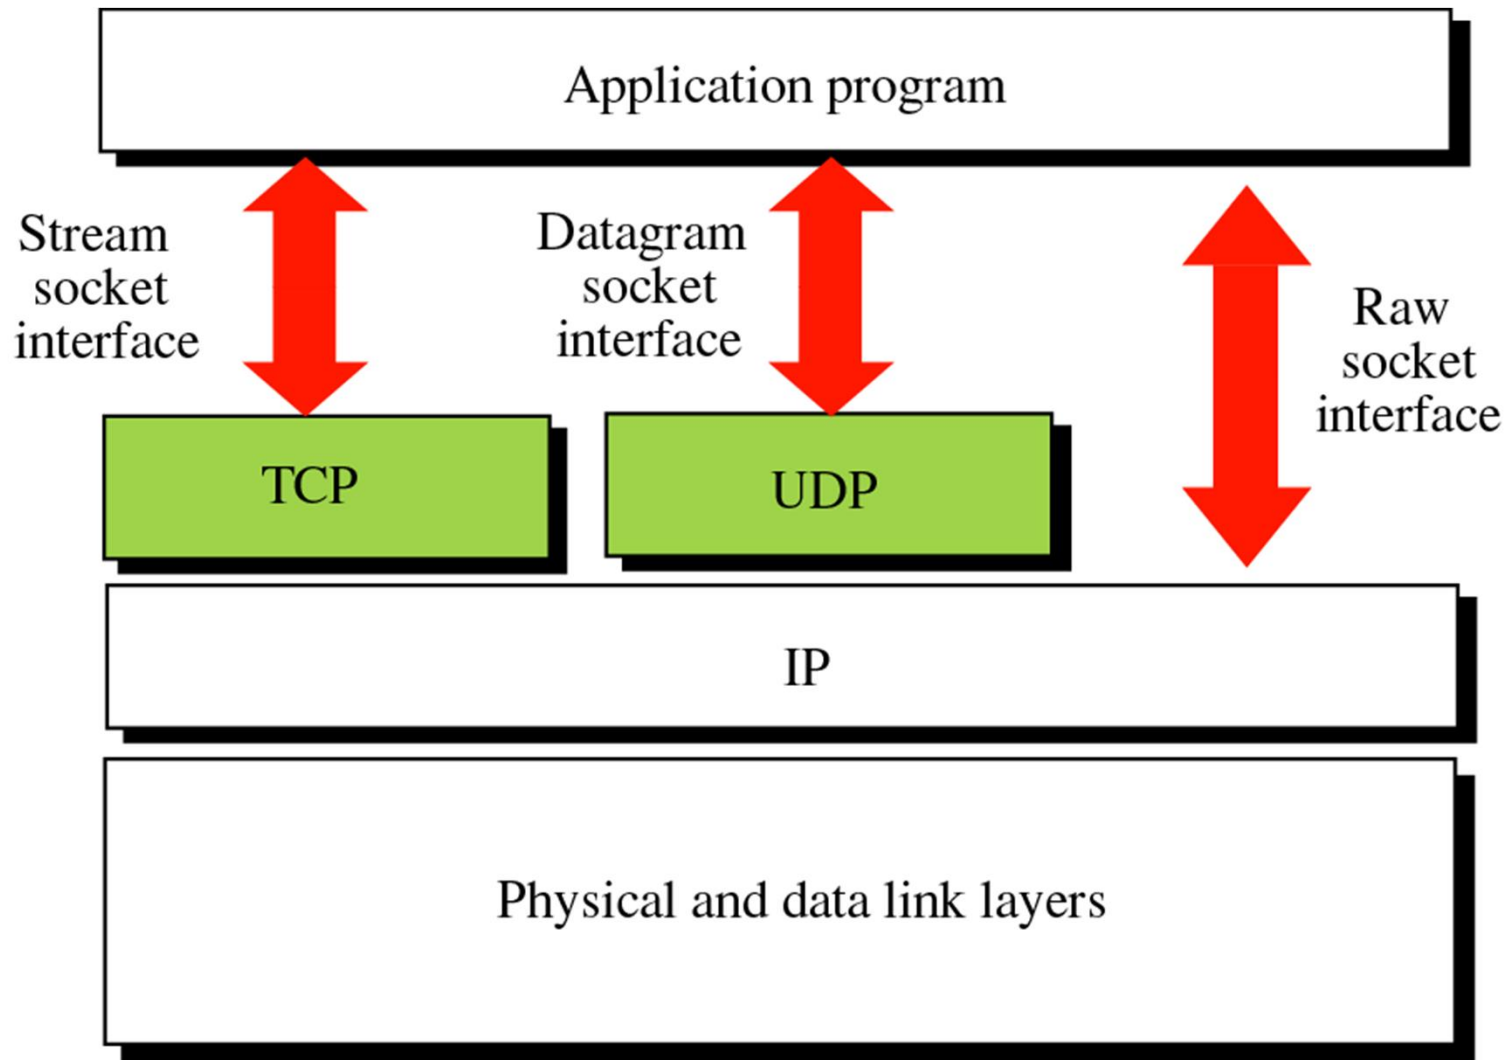 Application program
Stream
socket
interface
Datagram
socket
interface
Raw
socket
interface
TCP
UDP
IP
Physical and data link layers